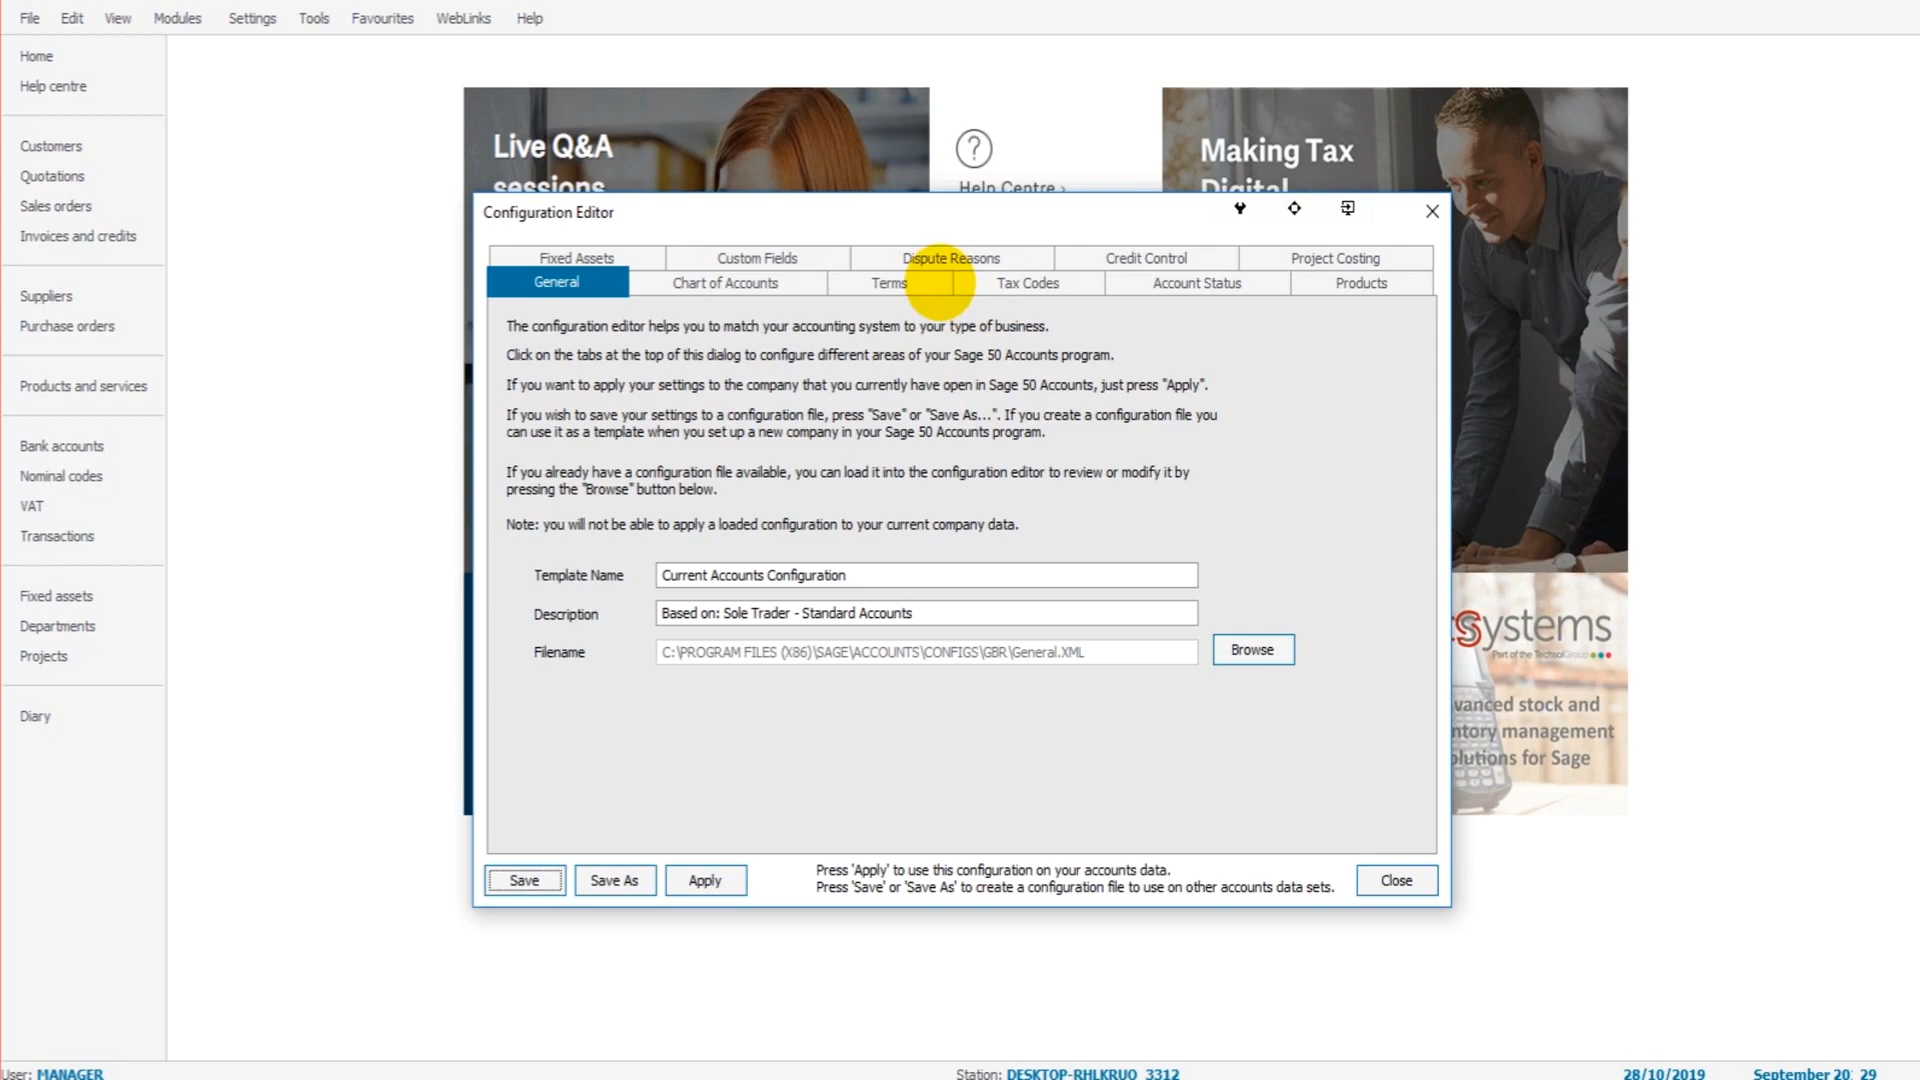 File Edit View Modules Settings Tools Favourites WebLinks Help
Home
Help centre
Customers
Quotations
Sales orders
Invoices and credits
Suppliers
Purchase orders
Products and services
Bank accounts
Nominal codes
VAT
Transactions
Fixed assets
Departments
Projects
Diary
Live Q&A
sessions
?
Help Centre ›
Making Tax
Digital
Configuration Editor
Fixed Assets Custom Fields Dispute Reasons Credit Control Project Costing
General Chart of Accounts Terms Tax Codes Account Status Products
The configuration editor helps you to match your accounting system to your type of business.
Click on the tabs at the top of this dialog to configure different areas of your Sage 50 Accounts program.
If you want to apply your settings to the company that you currently have open in Sage 50 Accounts, just press "Apply".
If you wish to save your settings to a configuration file, press "Save" or "Save As...". If you create a configuration file you
can use it as a template when you set up a new company in your Sage 50 Accounts program.
If you already have a configuration file available, you can load it into the configuration editor to review or modify it by
pressing the "Browse" button below.
Note: you will not be able to apply a loaded configuration to your current company data.
Template Name Current Accounts Configuration
Description Based on: Sole Trader - Standard Accounts
Filename C:\PROGRAM FILES (X86)\SAGE\ACCOUNTS\CONFIGS\GBR\General.XML Browse
Save Save As Apply
Press 'Apply' to use this configuration on your accounts data.
Press 'Save' or 'Save As' to create a configuration file to use on other accounts data sets.
Close
systems
Part of the TechsolGroup
vanced stock and
ntory management
olutions for Sage
User: MANAGER Station: DESKTOP-RHLKRUO_3312 28/10/2019 September 20 29